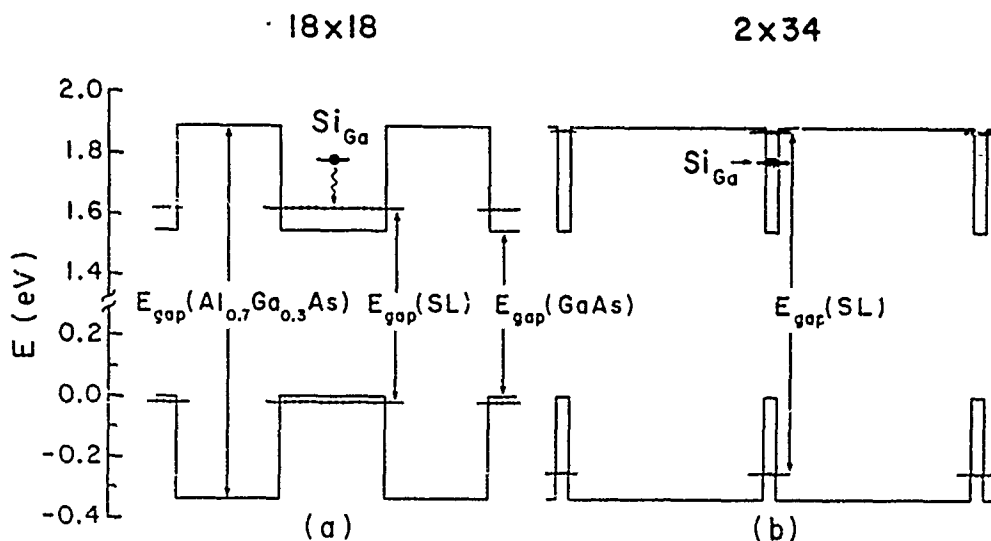 18x18
2x34
2.0
1.8
1.6
1.4
0.2
0.0
-0.2
-0.4
E (eV)
Si_Ga
E_gap(Al_0.7Ga_0.3As)
E_gap(SL)
E_gap(GaAs)
Si_Ga
E_gap(SL)
(a)
(b)